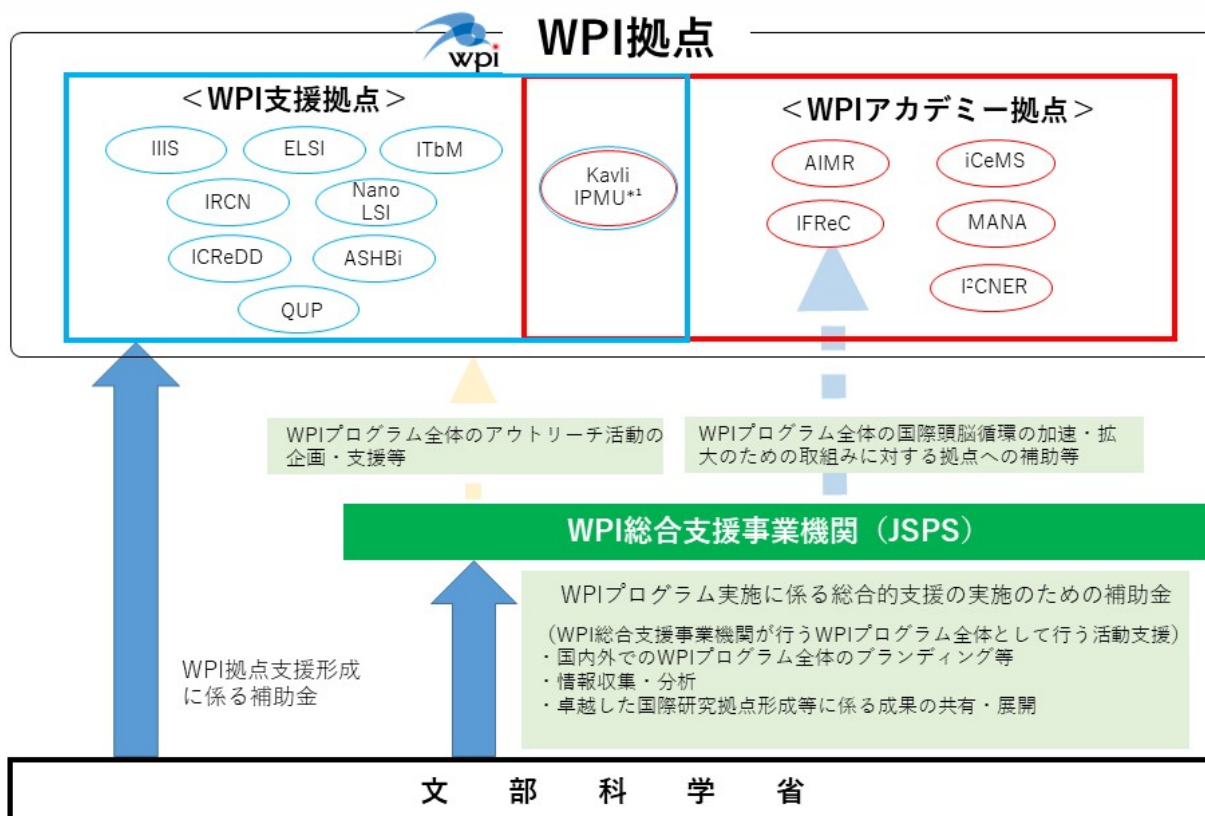 wpi
WPI拠点
<WPI支援拠点>
IIIS
ELSI
ITbM
IRCN
Nano
LSI
ICReDD
ASHBi
QUP
Kavli
IPMU*¹
<WPIアカデミー拠点>
AIMR
iCeMS
IFReC
MANA
I²CNER
WPIプログラム全体のアウトリーチ活動の
企画・支援等
WPIプログラム全体の国際頭脳循環の加速・拡
大のための取組みに対する拠点への補助等
WPI総合支援事業機関（JSPS）
WPIプログラム実施に係る総合的支援の実施のための補助金
（WPI総合支援事業機関が行うWPIプログラム全体として行う活動支援）
・国内外でのWPIプログラム全体のブランディング等
・情報収集・分析
・卓越した国際研究拠点形成等に係る成果の共有・展開
WPI拠点支援形成
に係る補助金
文部科学省